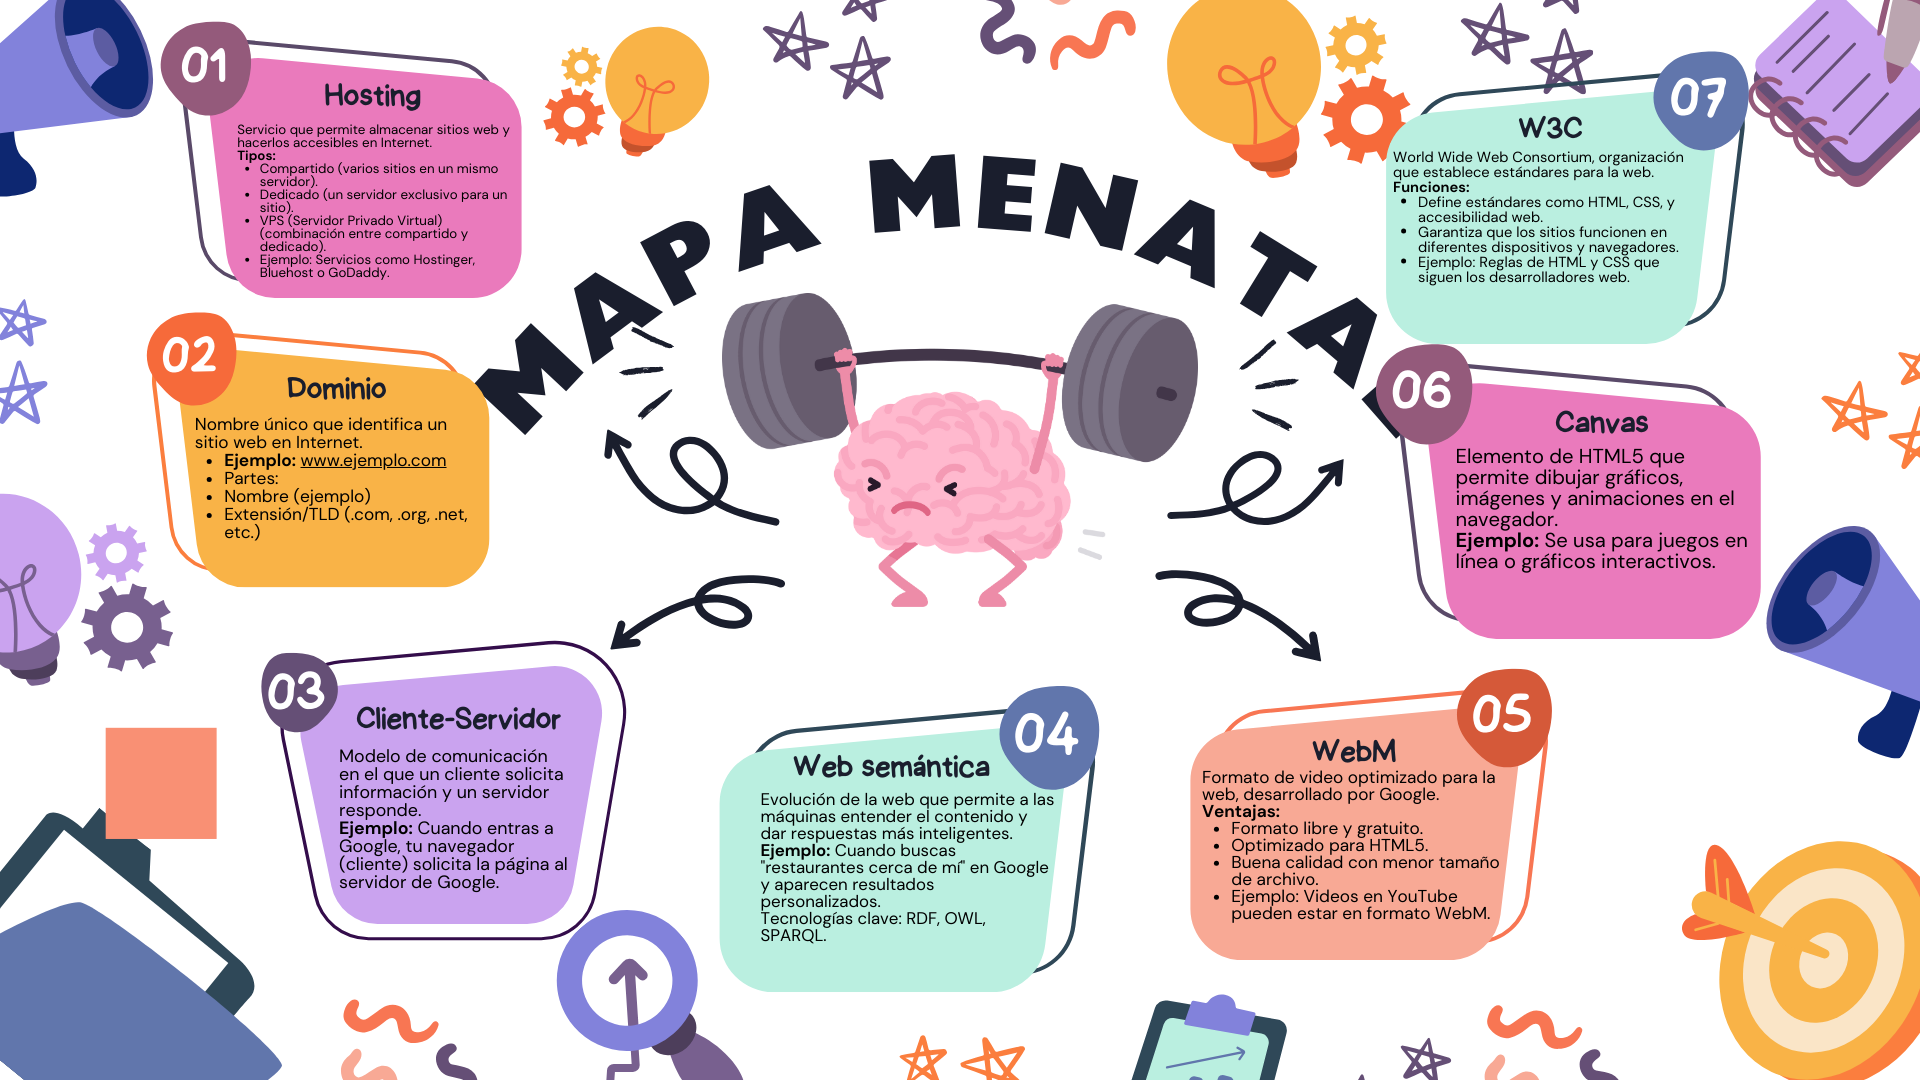 MAPA MENATA
01
Hosting
Servicio que permite almacenar sitios web y
hacerlos accesibles en Internet.
Tipos:
• Compartido (varios sitios en un mismo
servidor).
• Dedicado (un servidor exclusivo para un
sitio).
• VPS (Servidor Privado Virtual)
(combinación entre compartido y
dedicado).
• Ejemplo: Servicios como Hostinger,
Bluehost o GoDaddy.
02
Dominio
Nombre único que identifica un
sitio web en Internet.
• Ejemplo: www.ejemplo.com
• Partes:
• Nombre (ejemplo)
• Extensión/TLD (.com, .org, .net,
etc.)
03
Cliente-Servidor
Modelo de comunicación
en el que un cliente solicita
información y un servidor
responde.
Ejemplo: Cuando entras a
Google, tu navegador
(cliente) solicita la página al
servidor de Google.
04
Web semántica
Evolución de la web que permite a las
máquinas entender el contenido y
dar respuestas más inteligentes.
Ejemplo: Cuando buscas
"restaurantes cerca de mí" en Google
y aparecen resultados
personalizados.
Tecnologías clave: RDF, OWL,
SPARQL.
05
WebM
Formato de video optimizado para la
web, desarrollado por Google.
Ventajas:
• Formato libre y gratuito.
• Optimizado para HTML5.
• Buena calidad con menor tamaño
de archivo.
• Ejemplo: Videos en YouTube
pueden estar en formato WebM.
06
Canvas
Elemento de HTML5 que
permite dibujar gráficos,
imágenes y animaciones en el
navegador.
Ejemplo: Se usa para juegos en
línea o gráficos interactivos.
07
W3C
World Wide Web Consortium, organización
que establece estándares para la web.
Funciones:
• Define estándares como HTML, CSS, y
accesibilidad web.
• Garantiza que los sitios funcionen en
diferentes dispositivos y navegadores.
• Ejemplo: Reglas de HTML y CSS que
siguen los desarrolladores web.